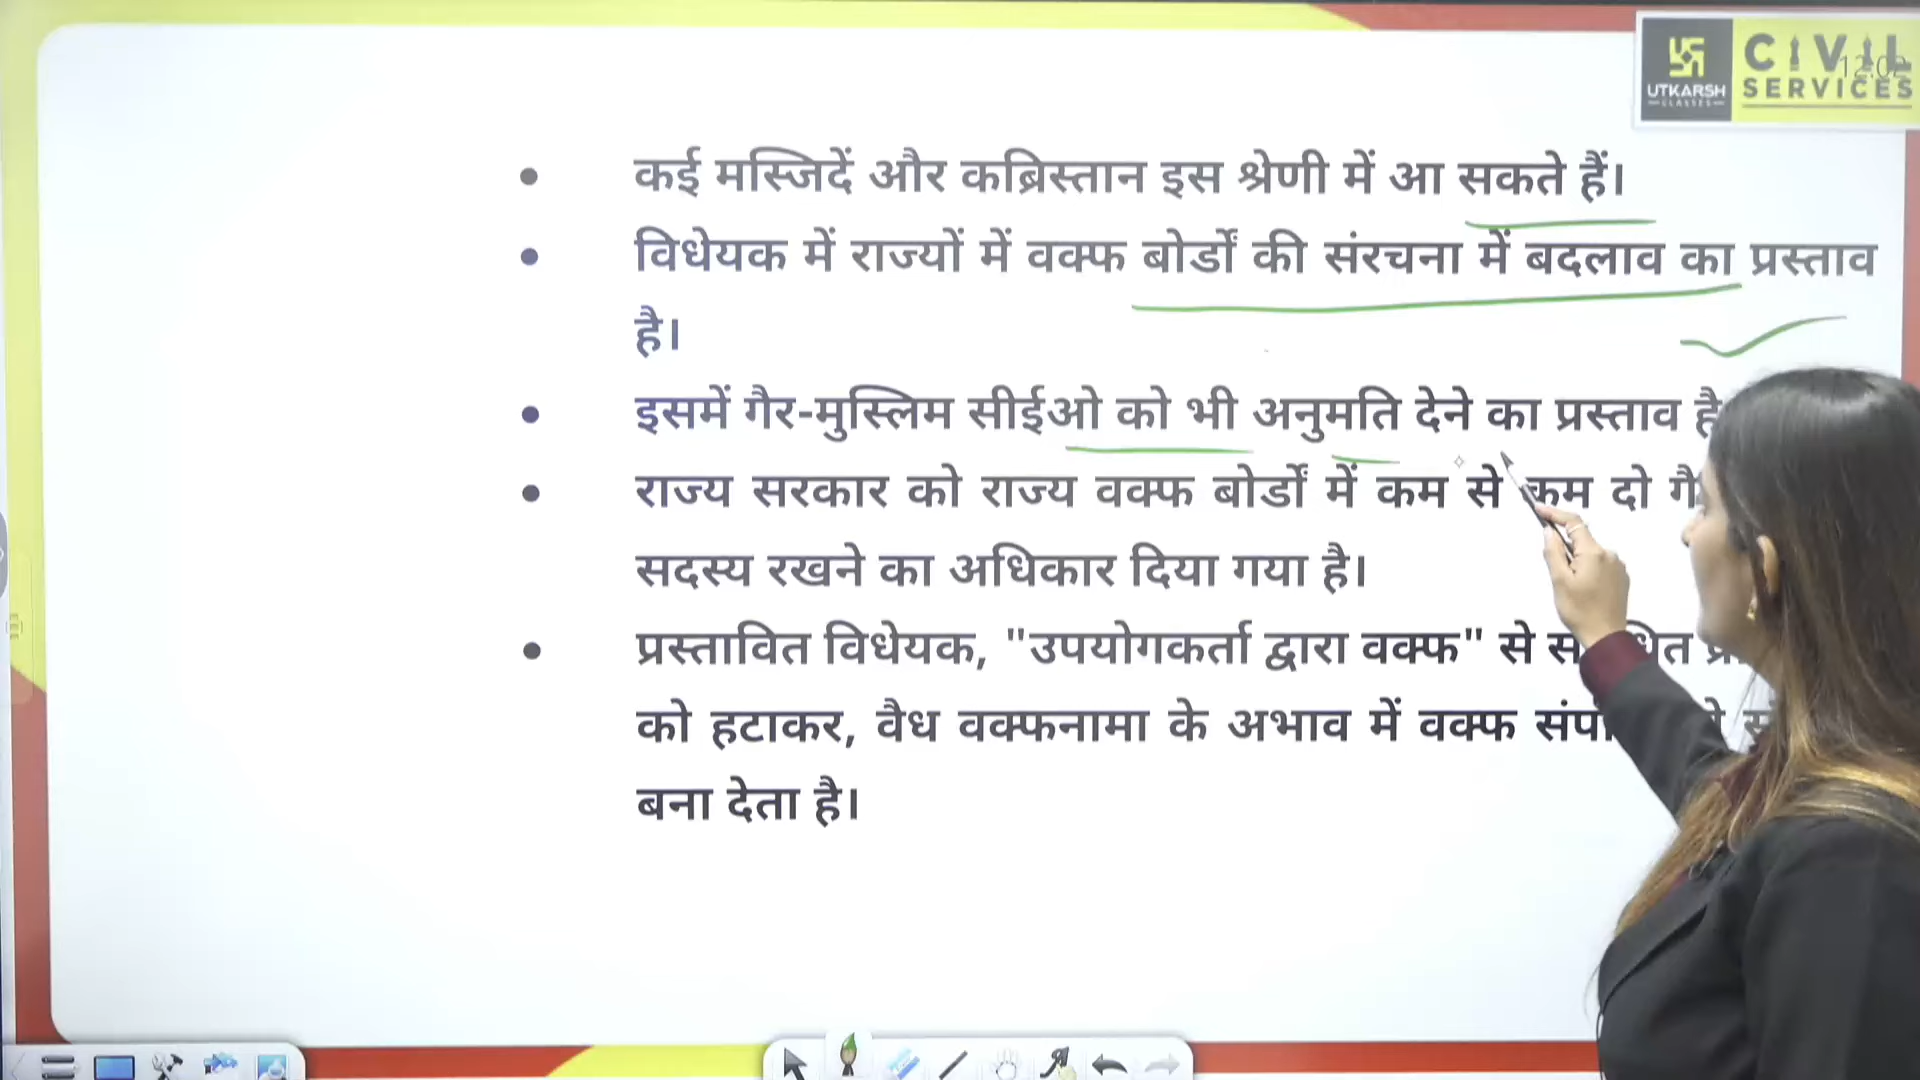 CIVIL
SERVICES
UTKARSH
CLASSES
कई मस्जिदें और कब्रिस्तान इस श्रेणी में आ सकते हैं।
विधेयक में राज्यों में वक्फ बोर्डों की संरचना में बदलाव का प्रस्ताव
है।
इसमें गैर-मुस्लिम सीईओ को भी अनुमति देने का प्रस्ताव है
राज्य सरकार को राज्य वक्फ बोर्डों में कम से कम दो
सदस्य रखने का अधिकार दिया गया है।
प्रस्तावित विधेयक, "उपयोगकर्ता द्वारा वक्फ" से
को हटाकर, वैध वक्फनामा के अभाव में वक्फ
बना देता है।